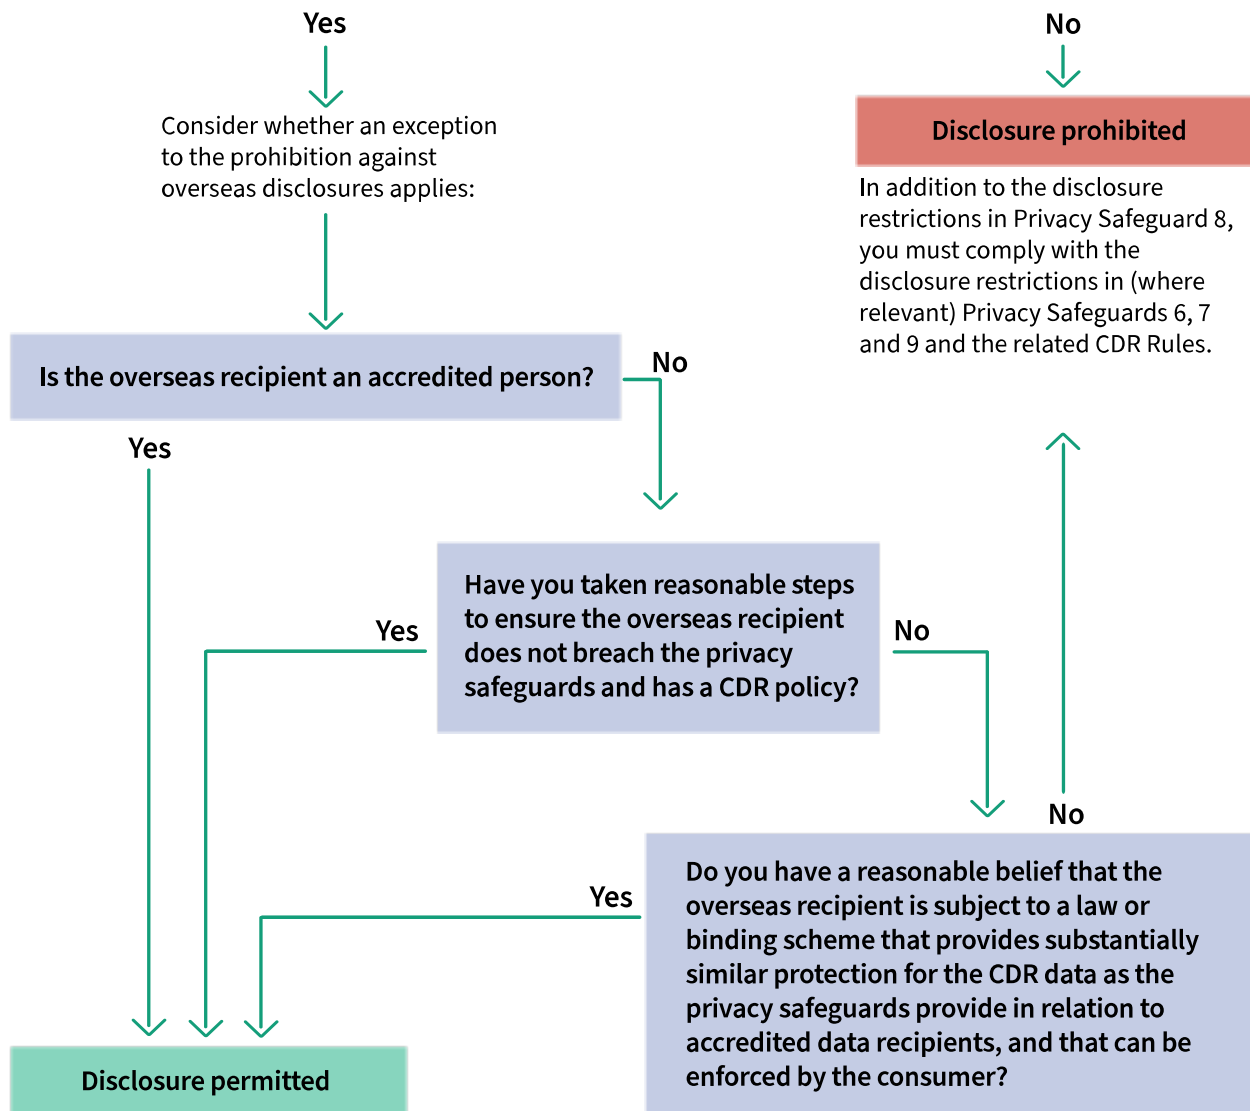 Yes
No
Consider whether an exception
to the prohibition against
overseas disclosures applies:
Disclosure prohibited
In addition to the disclosure
restrictions in Privacy Safeguard 8,
you must comply with the
disclosure restrictions in (where
relevant) Privacy Safeguards 6, 7
and 9 and the related CDR Rules.
Is the overseas recipient an accredited person?
No
Yes
Have you taken reasonable steps
to ensure the overseas recipient
does not breach the privacy
safeguards and has a CDR policy?
Yes
No
No
Do you have a reasonable belief that the
overseas recipient is subject to a law or
binding scheme that provides substantially
similar protection for the CDR data as the
privacy safeguards provide in relation to
accredited data recipients, and that can be
enforced by the consumer?
Yes
Disclosure permitted